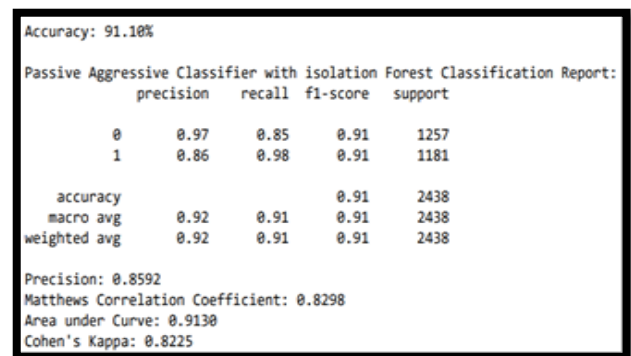 Accuracy: 91.10%
Passive Aggressive Classifier with isolation Forest Classification Report:
precision recall f1-score support
0 0.97 0.85 0.91 1257
1 0.86 0.98 0.91 1181
accuracy 0.91 2438
macro avg 0.92 0.91 0.91 2438
weighted avg 0.92 0.91 0.91 2438
Precision: 0.8592
Matthews Correlation Coefficient: 0.8298
Area under Curve: 0.9130
Cohen's Kappa: 0.8225